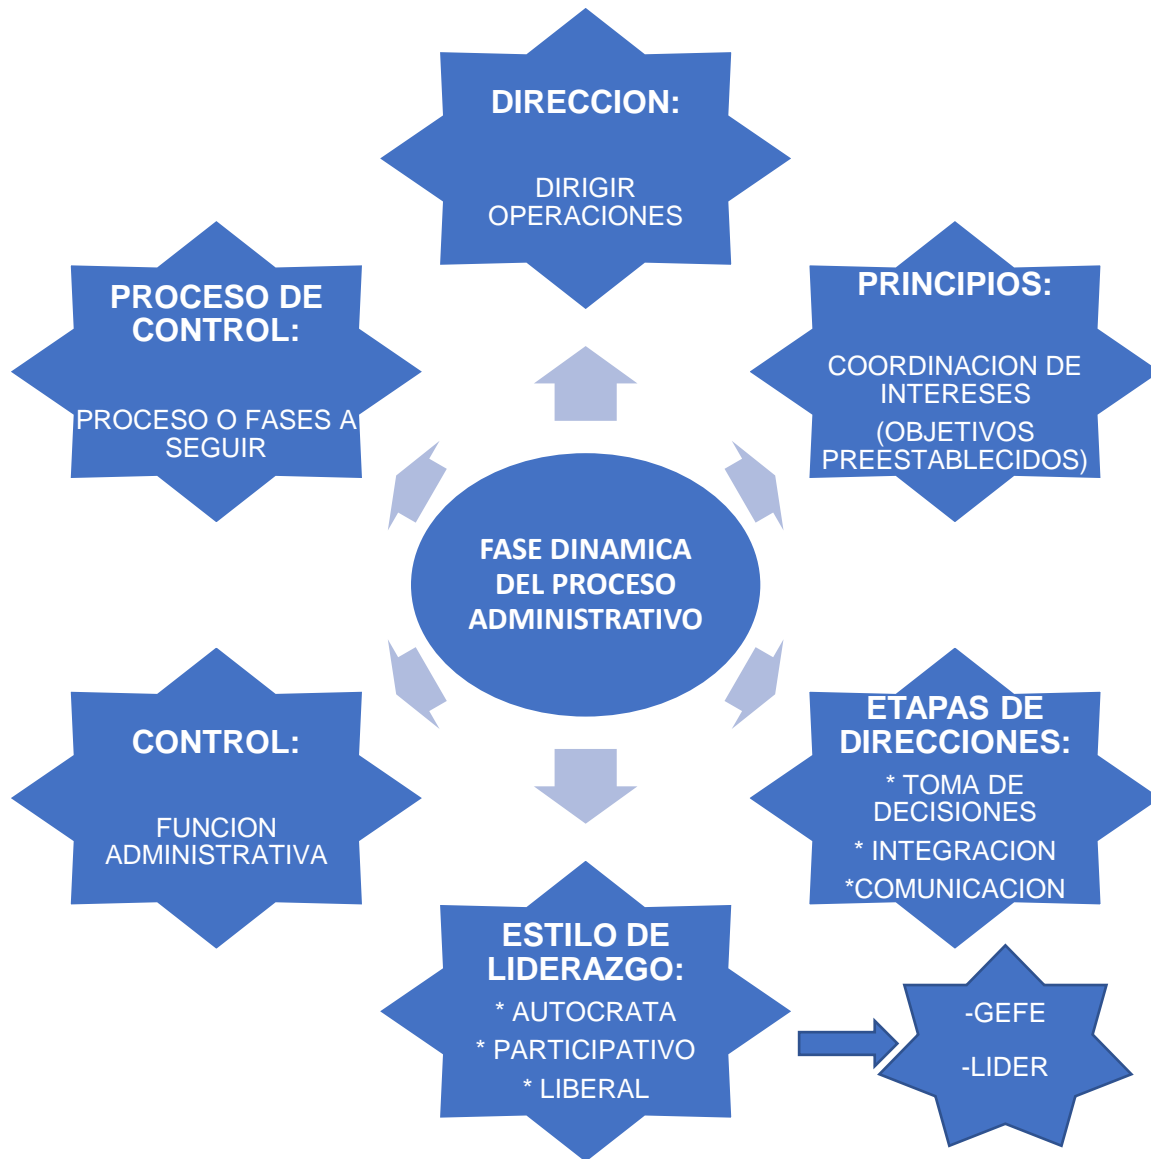 DIRECCION:
DIRIGIR
OPERACIONES
PROCESO DE
CONTROL:
PROCESO O FASES A
SEGUIR
PRINCIPIOS:
COORDINACION DE
INTERESES
(OBJETIVOS
PREESTABLECIDOS)
FASE DINAMICA
DEL PROCESO
ADMINISTRATIVO
CONTROL:
FUNCION
ADMINISTRATIVA
ETAPAS DE
DIRECCIONES:
* TOMA DE
DECISIONES
* INTEGRACION
*COMUNICACION
ESTILO DE
LIDERAZGO:
* AUTOCRATA
* PARTICIPATIVO
* LIBERAL
-GEFE
-LIDER